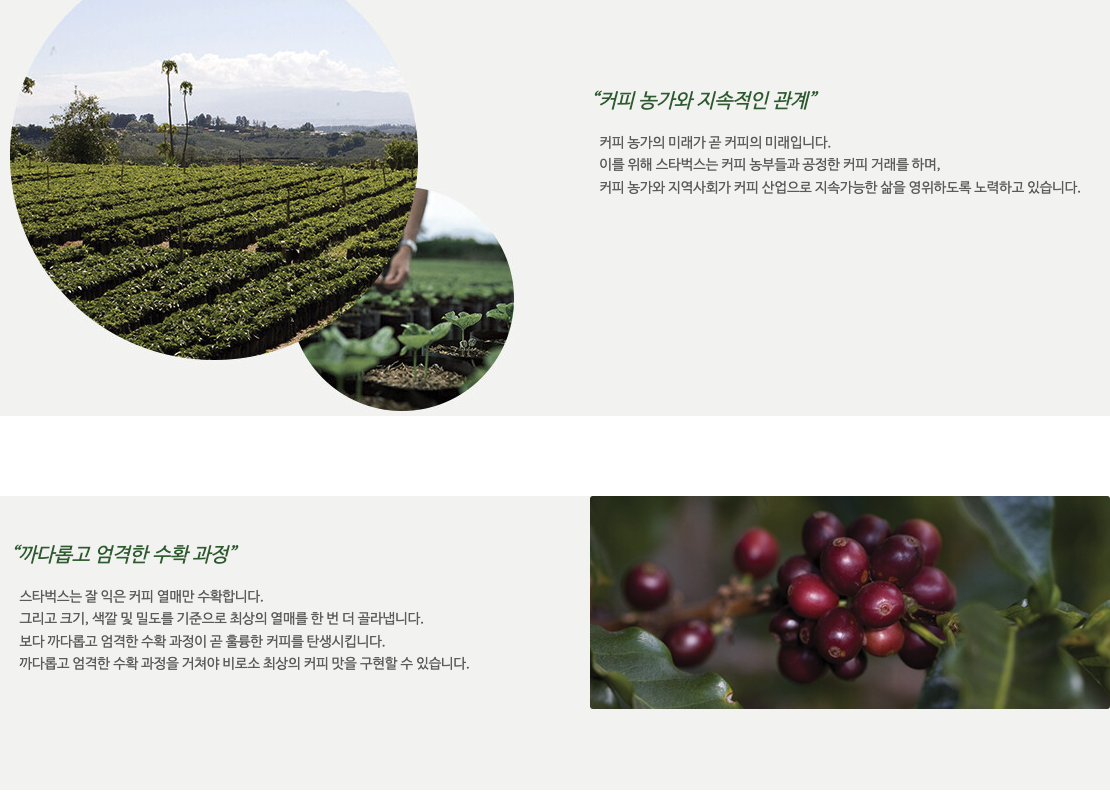 “커피 농가와 지속적인 관계”
커피 농가의 미래가 곧 커피의 미래입니다.
이를 위해 스타벅스는 커피 농부들과 공정한 커피 거래를 하며,
커피 농가와 지역사회가 커피 산업으로 지속가능한 삶을 영위하도록 노력하고 있습니다.
“까다롭고 엄격한 수확 과정”
스타벅스는 잘 익은 커피 열매만 수확합니다.
그리고 크기, 색깔 및 밀도를 기준으로 최상의 열매를 한 번 더 골라냅니다.
보다 까다롭고 엄격한 수확 과정이 곧 훌륭한 커피를 탄생시킵니다.
까다롭고 엄격한 수확 과정을 거쳐야 비로소 최상의 커피 맛을 구현할 수 있습니다.